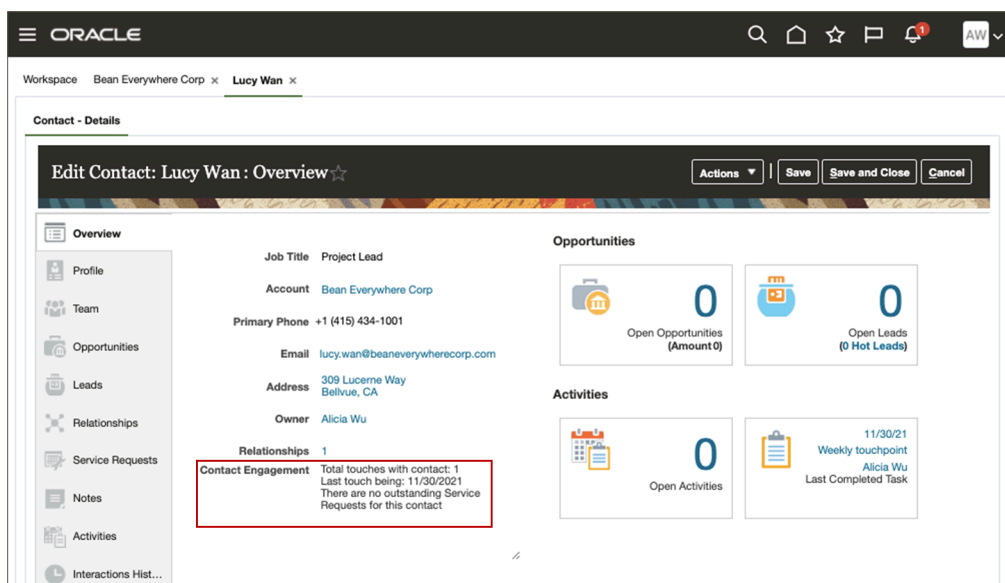 ORACLE
1
AW
Workspace
Bean Everywhere Corp
Lucy Wan
Contact - Details
Edit Contact: Lucy Wan : Overview
Actions
Save
Save and Close
Cancel
Overview
Profile
Team
Opportunities
Leads
Relationships
Service Requests
Notes
Activities
Interactions Hist...
Job Title Project Lead
Account Bean Everywhere Corp
Primary Phone +1 (415) 434-1001
Email lucy.wan@beaneverywherecorp.com
Address 309 Lucerne Way
Bellvue, CA
Owner Alicia Wu
Relationships 1
Contact Engagement Total touches with contact: 1
Last touch being: 11/30/2021
There are no outstanding Service
Requests for this contact
Opportunities
0
Open Opportunities
(Amount 0)
0
Open Leads
(0 Hot Leads)
Activities
0
Open Activities
11/30/21
Weekly touchpoint
Alicia Wu
Last Completed Task